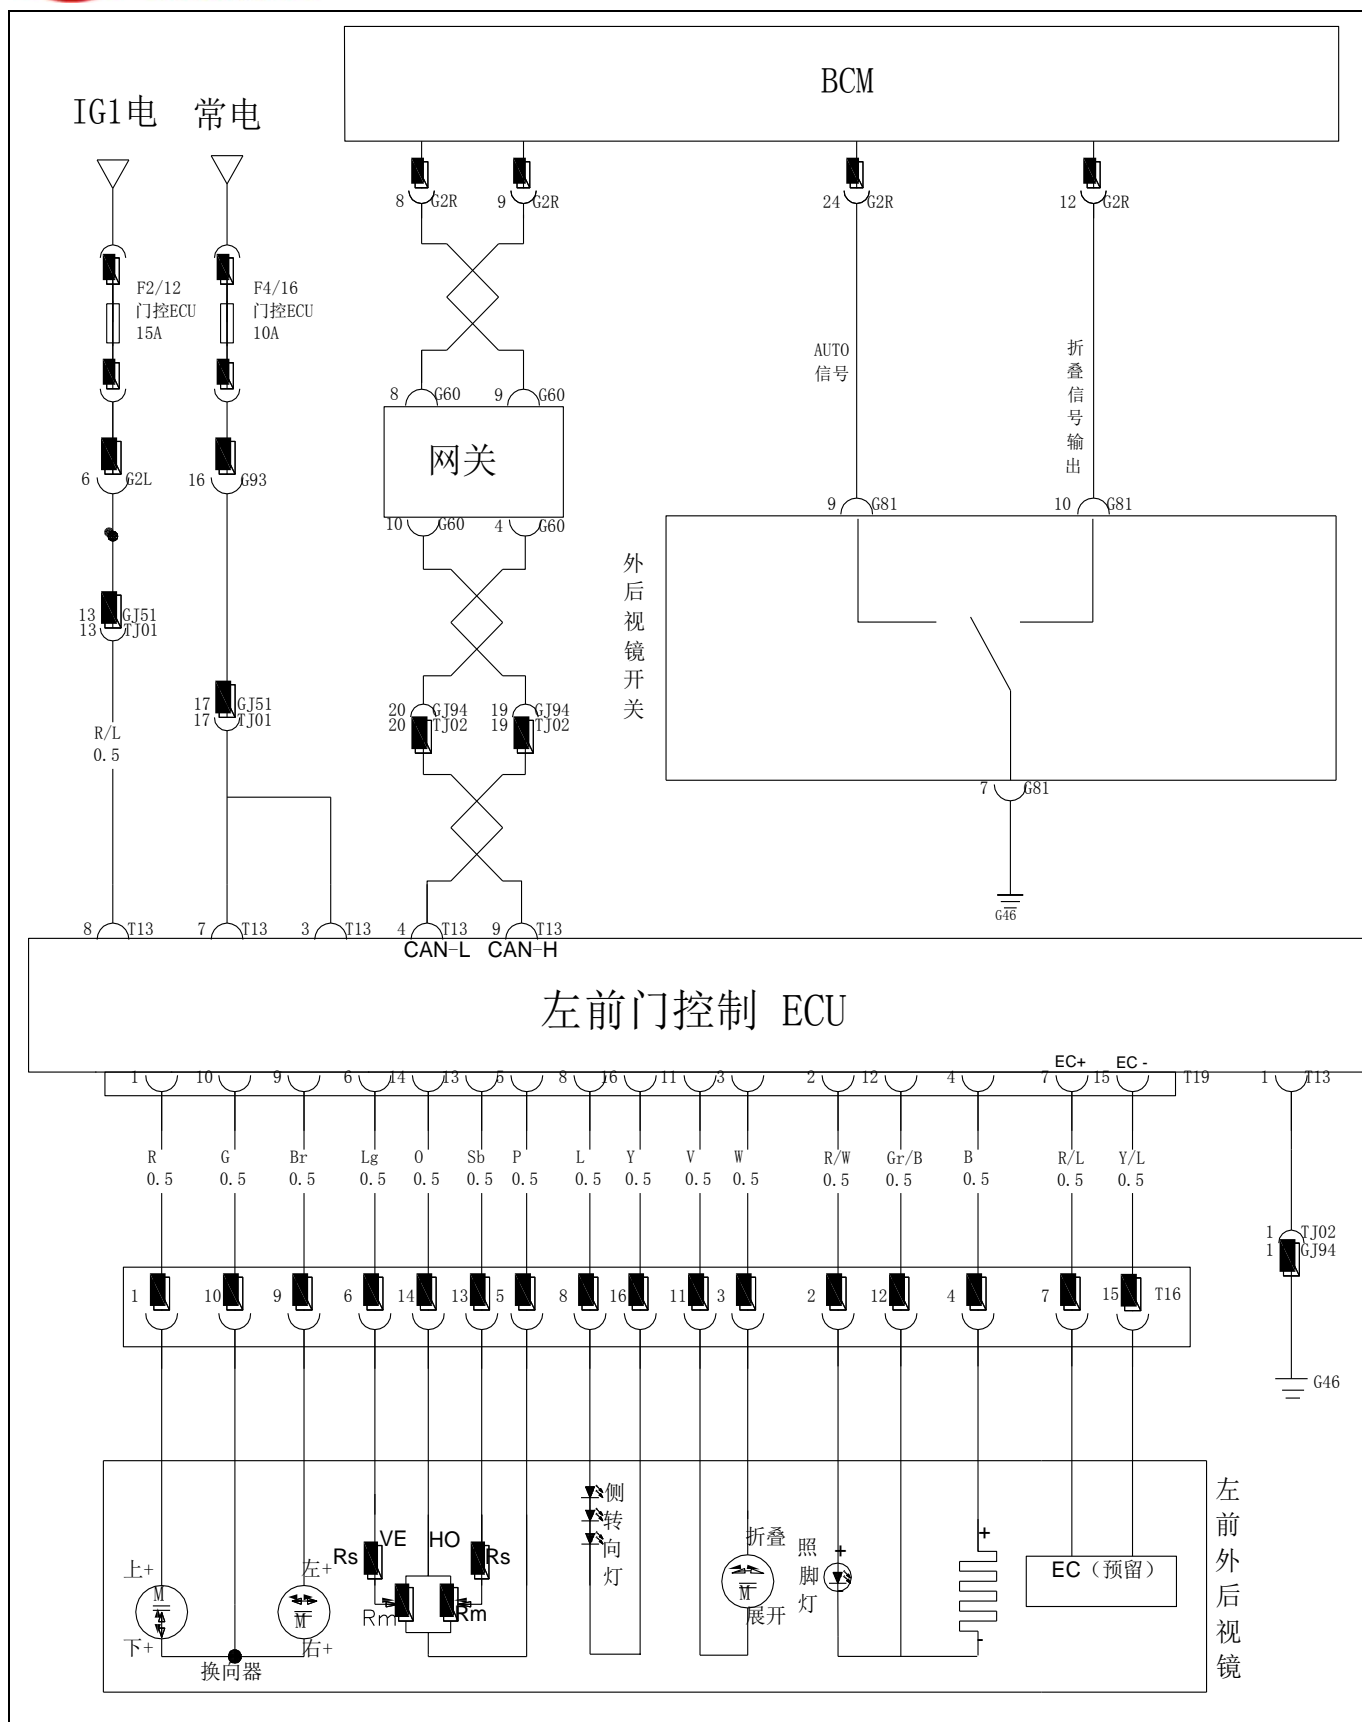 BCM
IG1电 常电
8 G2R 9 G2R 24 G2R 12 G2R
F2/12
门控ECU
15A
F4/16
门控ECU
10A
AUTO
信号
折叠信号输出
8 G60 9 G60
网关
10 G60 4 G60
6 G2L 16 G93
9 G81 10 G81
外后视镜开关
13 GJ51
13 TJ01
17 GJ51
17 TJ01
20 GJ94 19 GJ94
20 TJ02 19 TJ02
R/L
0.5
7 G81
G46
8 T13 7 T13 3 T13 4 T13 9 T13
CAN-L CAN-H
左前门控制 ECU
EC+ EC -
1 10 9 6 14 13 5 8 16 11 3 2 12 4 7 15 T19 1 T13
R G Br Lg O Sb P L Y V W R/W Gr/B B R/L Y/L
0.5 0.5 0.5 0.5 0.5 0.5 0.5 0.5 0.5 0.5 0.5 0.5 0.5 0.5 0.5 0.5
1 TJ02
1 GJ94
1 10 9 6 14 13 5 8 16 11 3 2 12 4 7 15 T16
G46
左前外后视镜
侧转向灯
VE HO
Rs Rs
Rm Rm
折叠
M
展开
照脚灯
+
+
-
EC（预留）
上+
M
下+
左+
M
右+
换向器